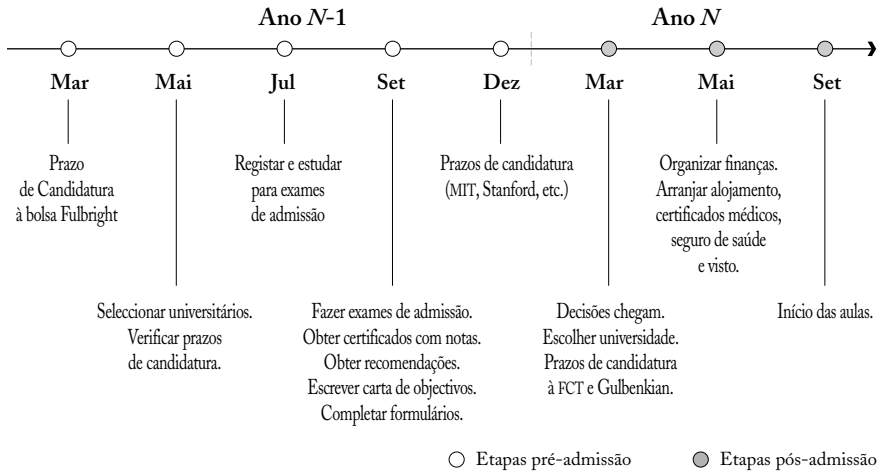 Ano N-1
Ano N
Mar
Mai
Jul
Set
Dez
Mar
Mai
Set
Prazo
de Candidatura
à bolsa Fulbright
Registar e estudar
para exames
de admissão
Prazos de candidatura
(MIT, Stanford, etc.)
Organizar finanças.
Arranjar alojamento,
certificados médicos,
seguro de saúde
e visto.
Seleccionar universitários.
Verificar prazos
de candidatura.
Fazer exames de admissão.
Obter certificados com notas.
Obter recomendações.
Escrever carta de objectivos.
Completar formulários.
Decisões chegam.
Escolher universidade.
Prazos de candidatura
à FCT e Gulbenkian.
Início das aulas.
Etapas pré-admissão
Etapas pós-admissão